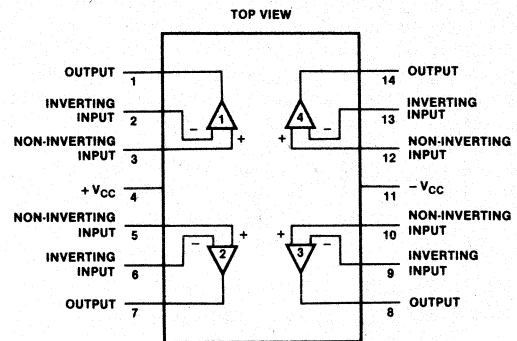 TOP VIEW
OUTPUT
1
INVERTING
INPUT
2
NON-INVERTING
INPUT
3
+ VCC
4
NON-INVERTING
5
INPUT
INVERTING
INPUT
6
OUTPUT
7
1
− +
4
+ −
2
− +
3
+ −
OUTPUT
14
INVERTING
INPUT
13
NON-INVERTING
INPUT
12
− VCC
11
NON-INVERTING
INPUT
10
INVERTING
INPUT
9
OUTPUT
8